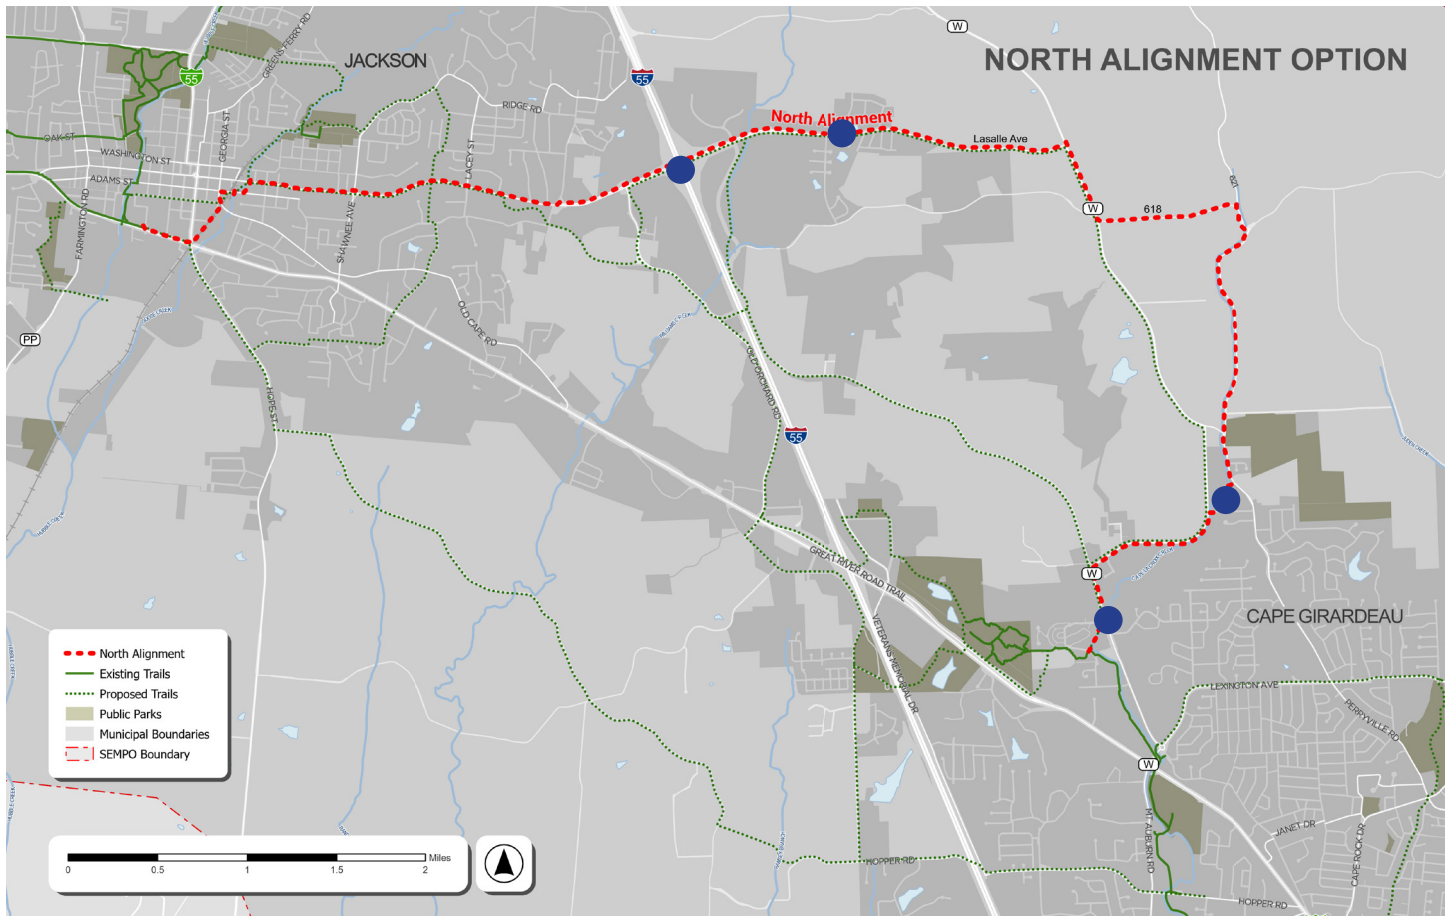 NORTH ALIGNMENT OPTION
JACKSON
GREENS FERRY RD
W
55
55
RIDGE RD
North Alignment
Lasalle Ave
OAK ST
GEORGIA ST
WASHINGTON ST
LACEY ST
ADAMS ST
621
FARMINGTON RD
SHAWNEE AVE
W
618
OLD CAPE RD
PP
OLD ORCHARD RD
HOPE ST
55
GREAT RIVER ROAD TRAIL
W
CAPE GIRARDEAU
VETERANS MEMORIAL DR
LEXINGTON AVE
PERRYVILLE RD
W
MT AUBURN RD
JANET DR
CAPE ROCK DR
HOPPER RD
HOPPER RD
North Alignment
Existing Trails
Proposed Trails
Public Parks
Municipal Boundaries
SEMPO Boundary
Miles
0 0.5 1 1.5 2